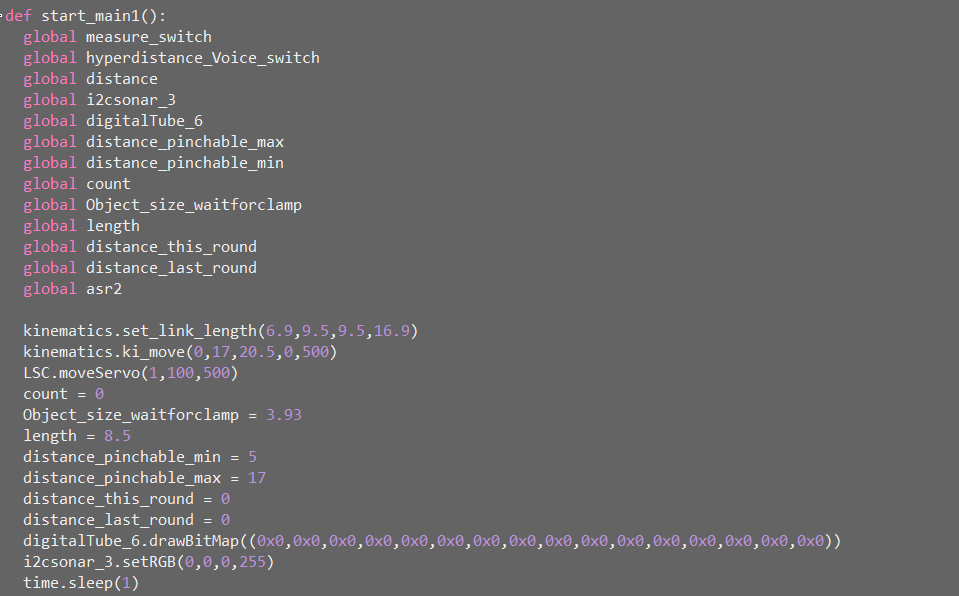 def start_main1():
  global measure_switch
  global hyperdistance_Voice_switch
  global distance
  global i2csonar_3
  global digitalTube_6
  global distance_pinchable_max
  global distance_pinchable_min
  global count
  global Object_size_waitforclamp
  global length
  global distance_this_round
  global distance_last_round
  global asr2

  kinematics.set_link_length(6.9,9.5,9.5,16.9)
  kinematics.ki_move(0,17,20.5,0,500)
  LSC.moveServo(1,100,500)
  count = 0
  Object_size_waitforclamp = 3.93
  length = 8.5
  distance_pinchable_min = 5
  distance_pinchable_max = 17
  distance_this_round = 0
  distance_last_round = 0
  digitalTube_6.drawBitMap((0x0,0x0,0x0,0x0,0x0,0x0,0x0,0x0,0x0,0x0,0x0,0x0,0x0,0x0,0x0,0x0))
  i2csonar_3.setRGB(0,0,0,255)
  time.sleep(1)